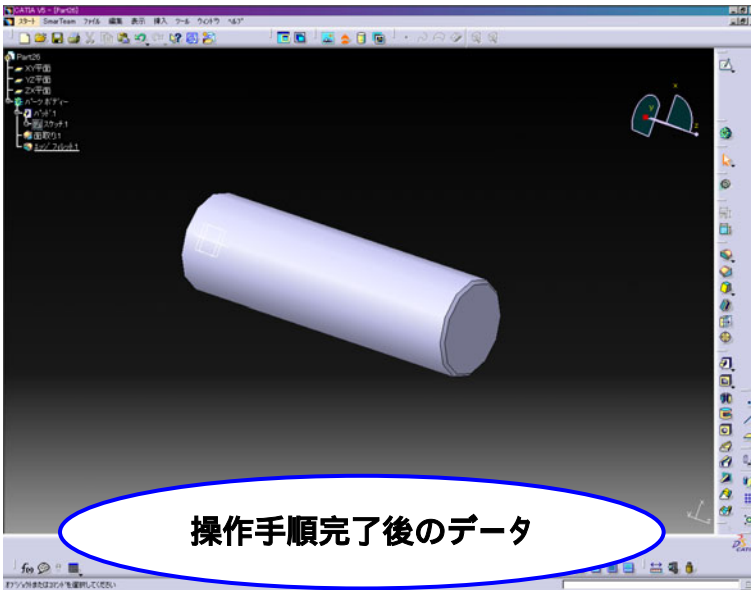 CATIA V5 - [Part26]
スタート SmarTeam ファイル 編集 表示 挿入 ツール ウィンドウ ヘルプ
Part26
XY平面
YZ平面
ZX平面
パーツ ボディー
パッド.1
スケッチ.1
面取り.1
エッジ フィレット.1
x
y
z
操作手順完了後のデータ
オブジェクトまたはコマンドを選択してください